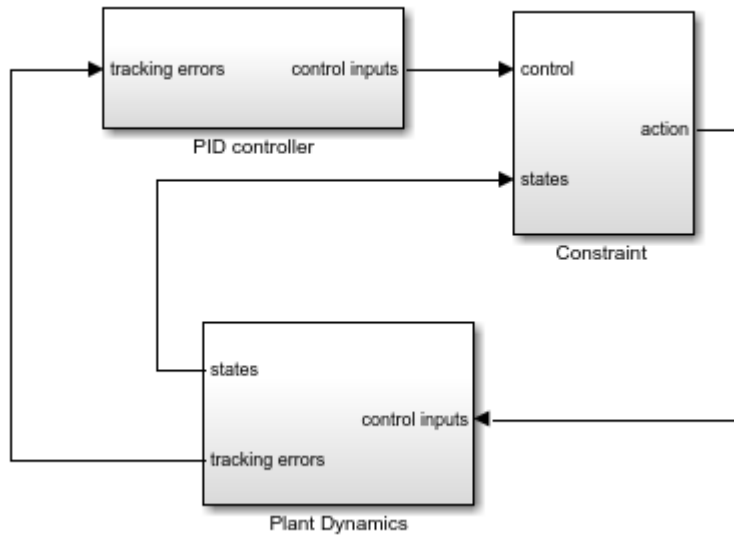 tracking errors
control inputs
PID controller
control
action
states
Constraint
states
control inputs
tracking errors
Plant Dynamics